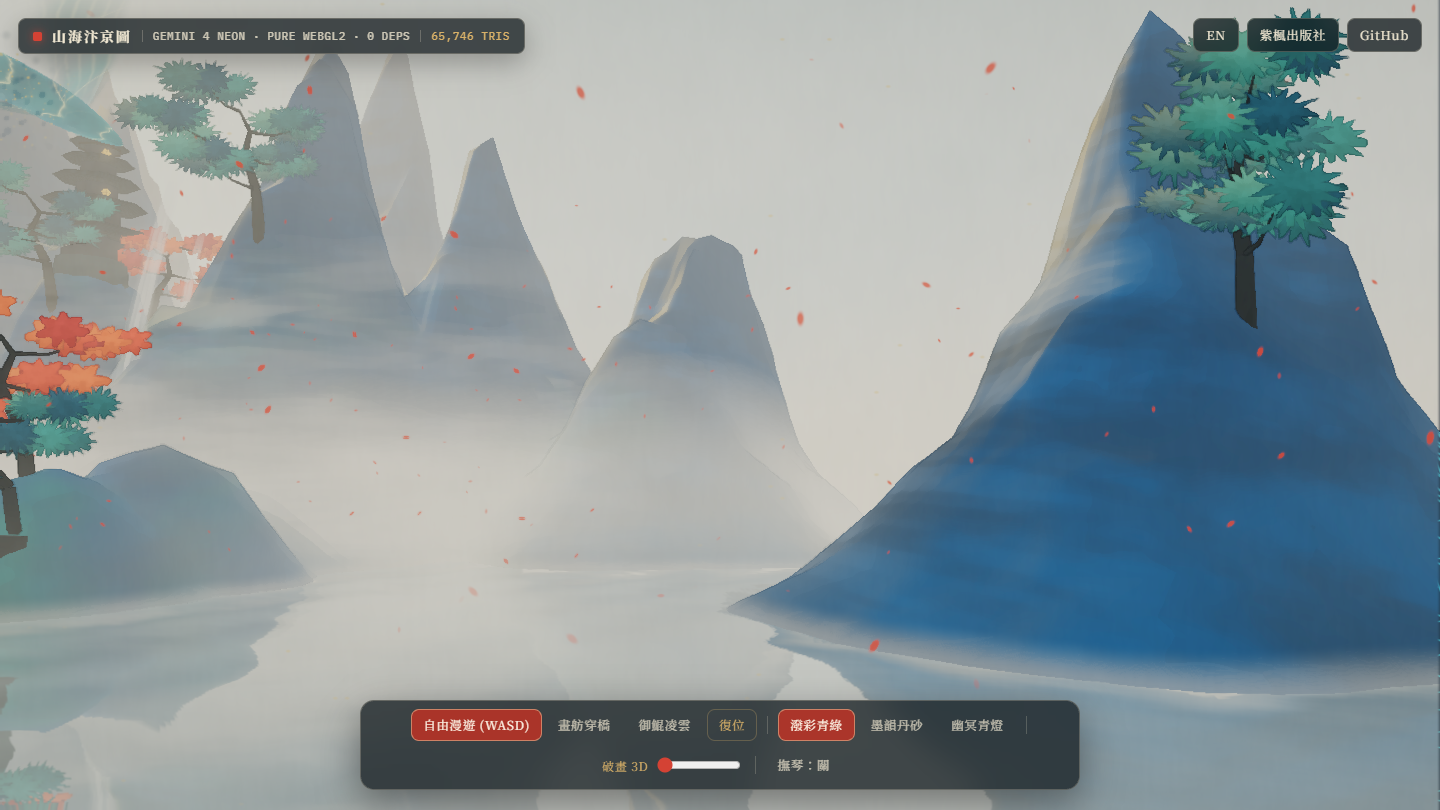 山海汴京圖 GEMINI 4 NEON · PURE WEBGL2 · 0 DEPS 65,746 TRIS
EN 紫楓出版社 GitHub
自由漫遊 (WASD) 畫舫穿橋 御鯤凌雲 復位 潑彩青綠 墨韻丹砂 幽冥青燈
破畫 3D 撫琴：關